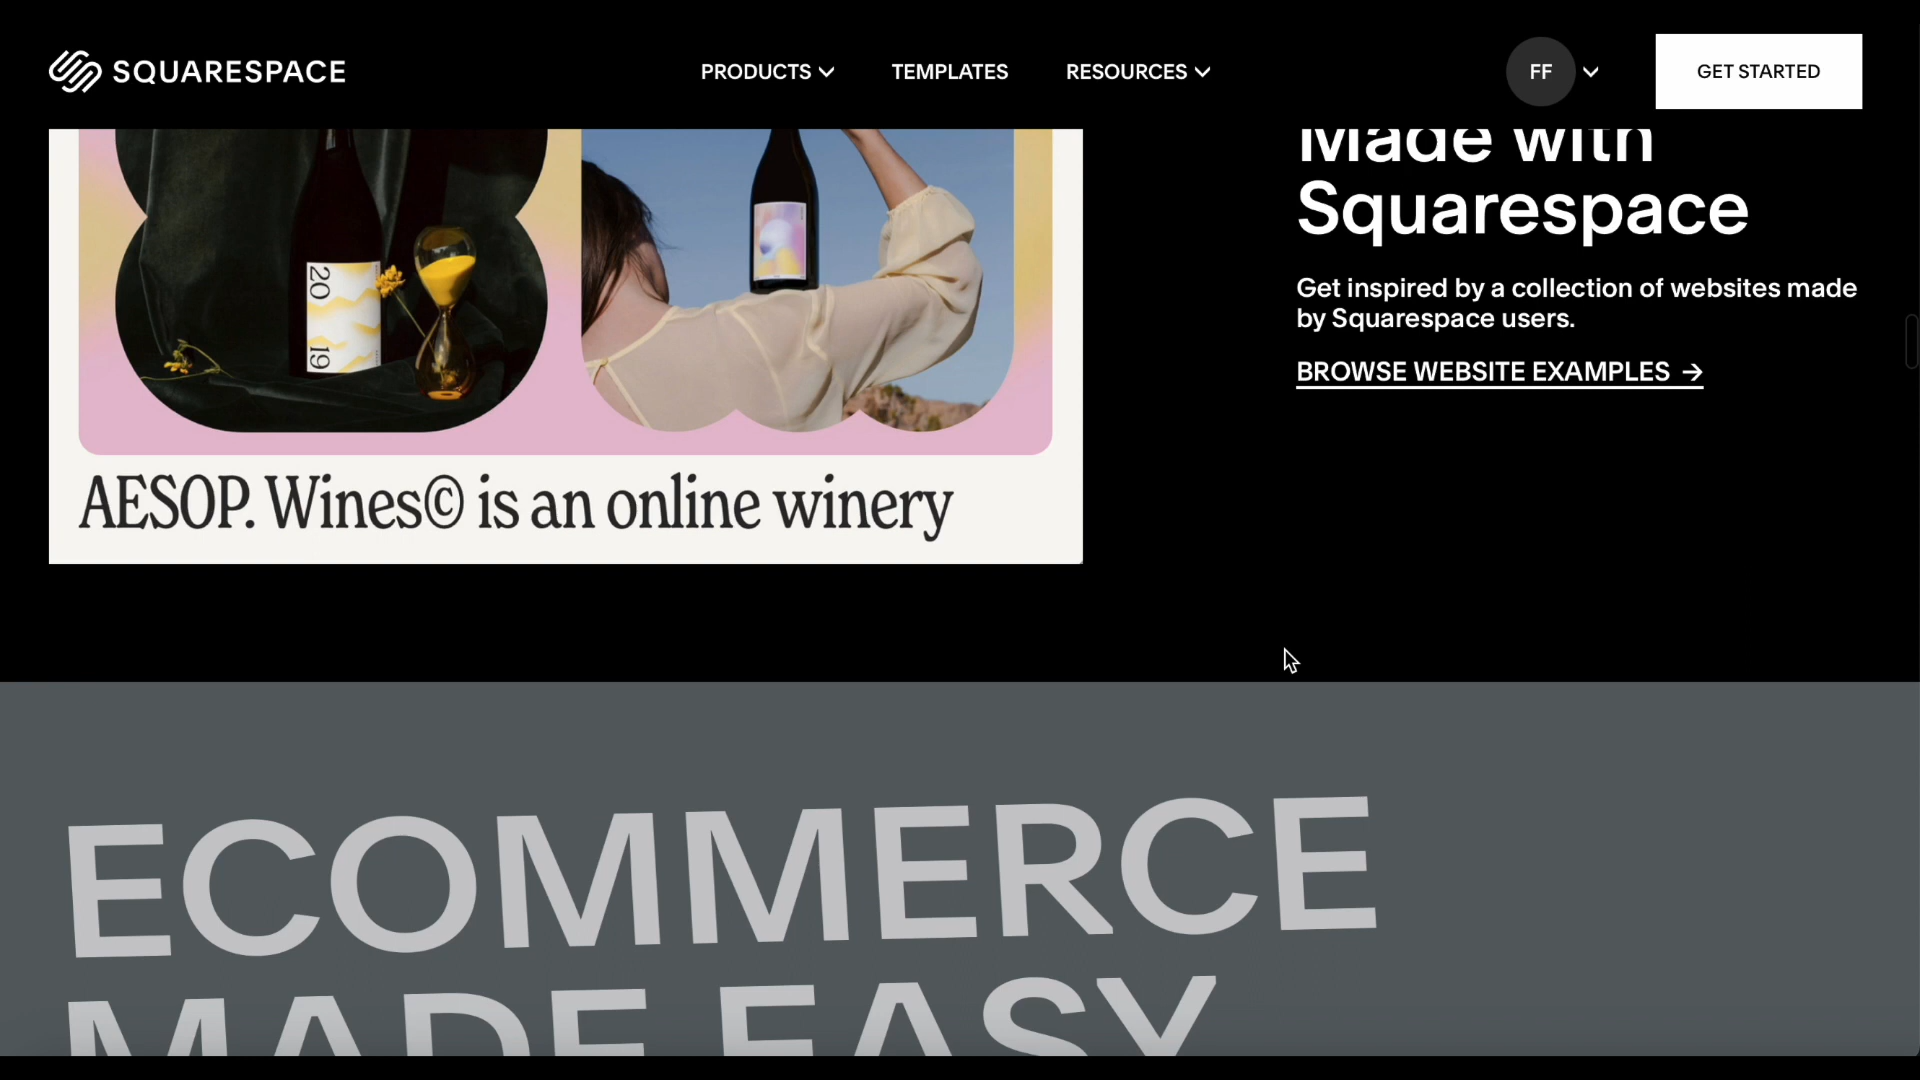 SQUARESPACE
PRODUCTS
TEMPLATES
RESOURCES
FF
GET STARTED
20
19
AESOP. Wines© is an online winery
Made with
Squarespace
Get inspired by a collection of websites made
by Squarespace users.
BROWSE WEBSITE EXAMPLES →
ECOMMERCE
MADE EASY